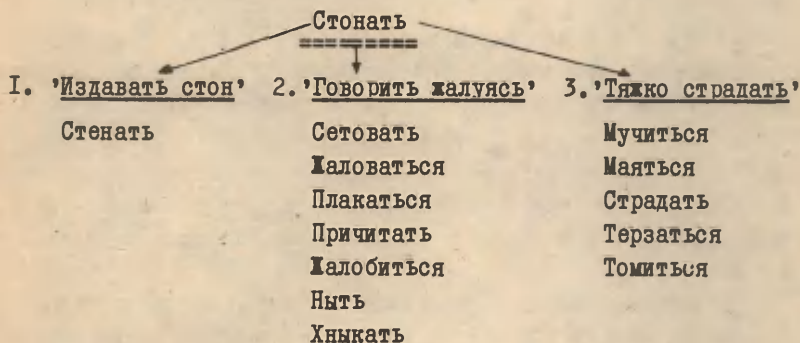 Стонать
I. 'Издавать стон' 2. 'Говорить жалуясь' 3. 'Тяжко страдать'
Стенать Сетовать Мучиться
Жаловаться Маяться
Плакаться Страдать
Причитать Терзаться
Жалобиться Томиться
Ныть
Хныкать